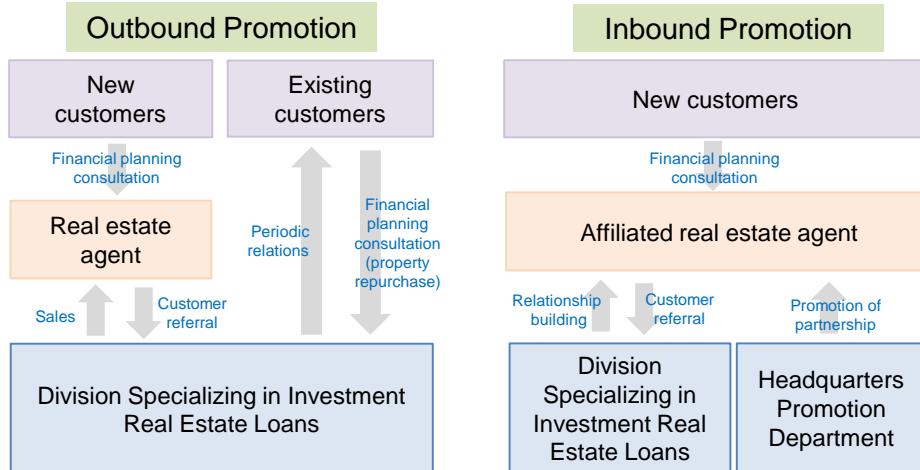 Outbound Promotion
New
customers
Existing
customers
Financial planning
consultation
Real estate
agent
Periodic
relations
Financial
planning
consultation
(property
repurchase)
Sales
Customer
referral
Division Specializing in Investment
Real Estate Loans
Inbound Promotion
New customers
Financial planning
consultation
Affiliated real estate agent
Relationship
building
Customer
referral
Promotion of
partnership
Division
Specializing in
Investment Real
Estate Loans
Headquarters
Promotion
Department